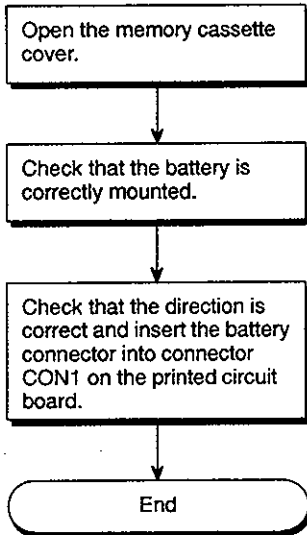 Open the memory cassette
cover.
Check that the battery is
correctly mounted.
Check that the direction is
correct and insert the battery
connector into connector
CON1 on the printed circuit
board.
End